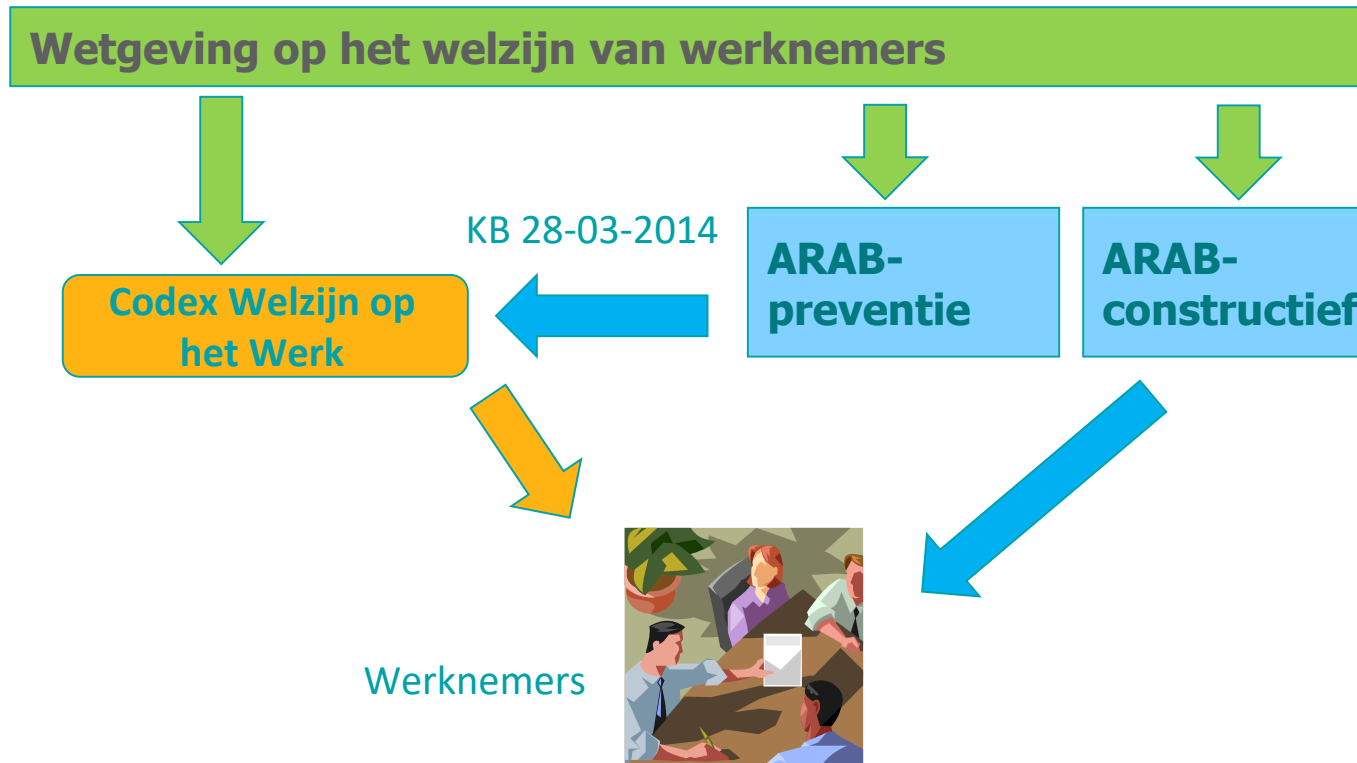 Wetgeving op het welzijn van werknemers
KB 28-03-2014
ARAB-
preventie
ARAB-
constructief
Codex Welzijn op
het Werk
Werknemers